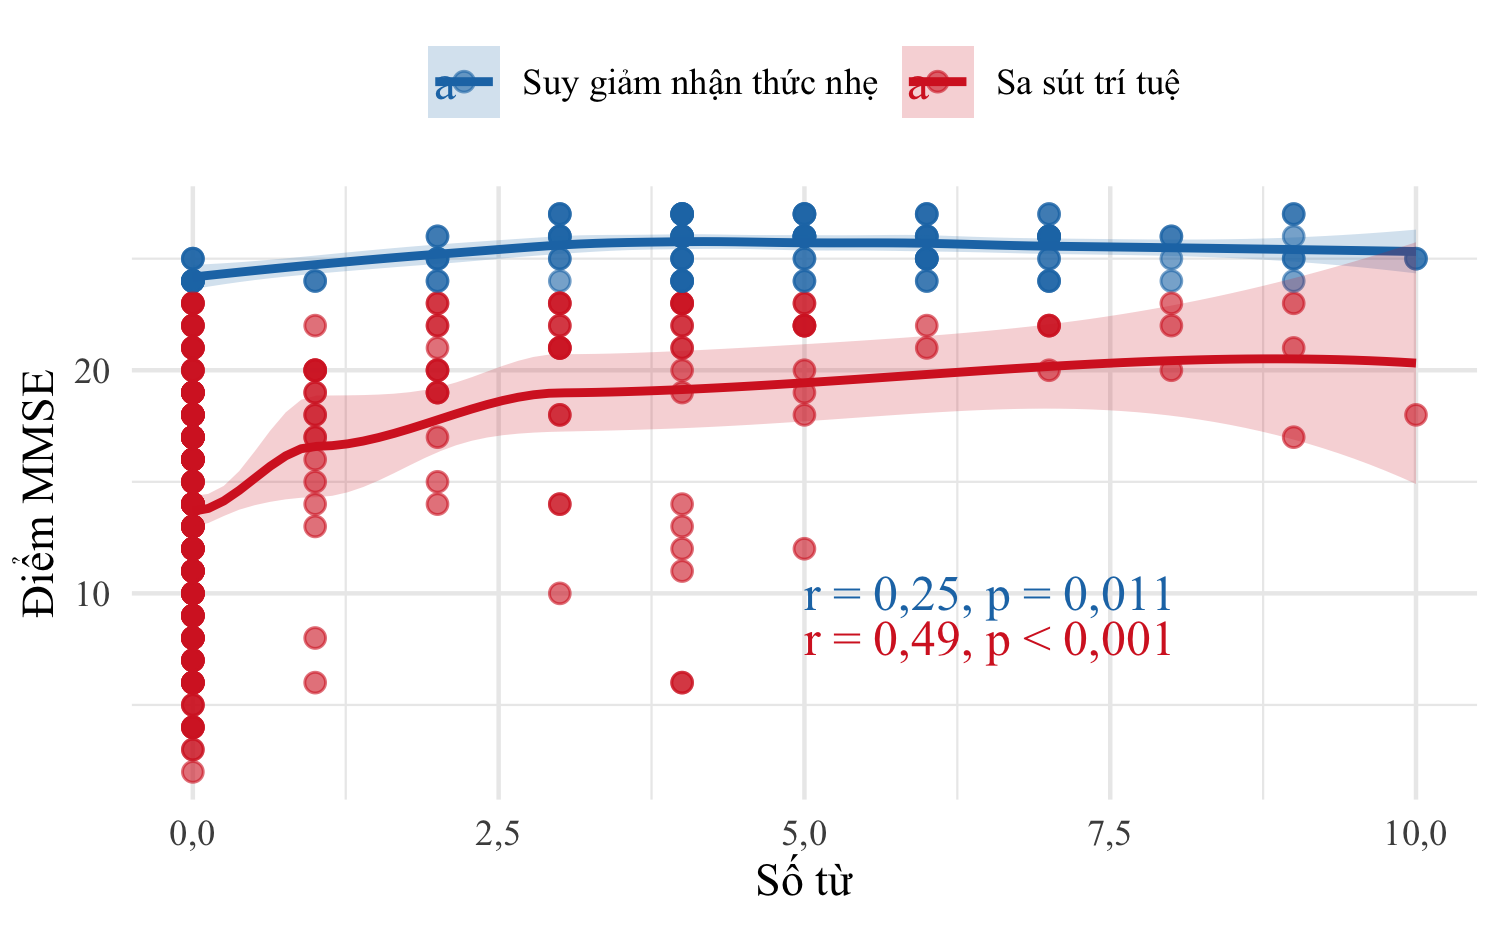 a Suy giảm nhận thức nhẹ a Sa sút trí tuệ
Điểm MMSE
20
10
r = 0,25, p = 0,011
r = 0,49, p < 0,001
0,0 2,5 5,0 7,5 10,0
Số từ